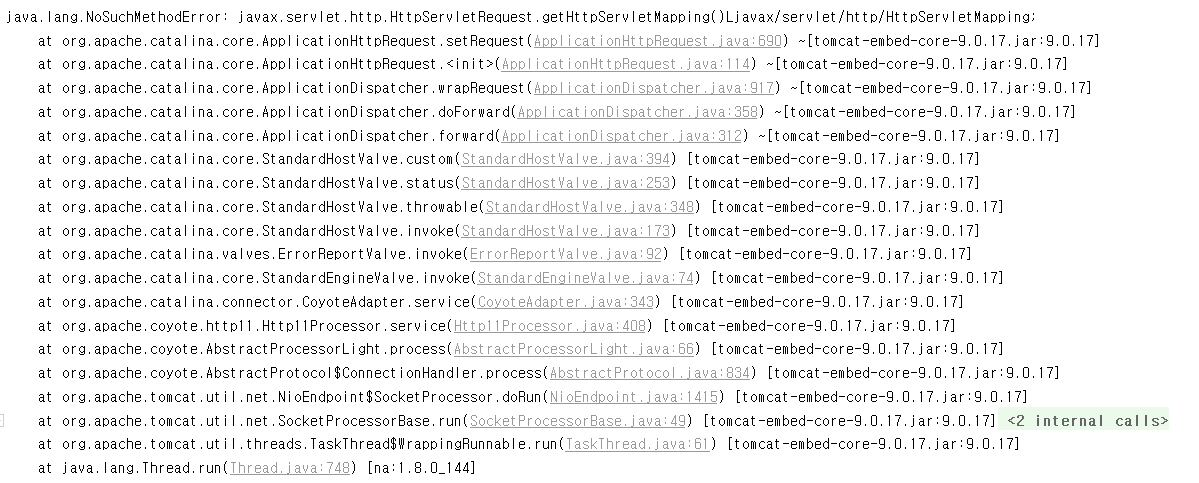 java.lang.NoSuchMethodError: javax.servlet.http.HttpServletRequest.getHttpServletMapping()Ljavax/servlet/http/HttpServletMapping;
at org.apache.catalina.core.ApplicationHttpRequest.setRequest(ApplicationHttpRequest.java:690) ~[tomcat-embed-core-9.0.17.jar:9.0.17]
at org.apache.catalina.core.ApplicationHttpRequest.<init>(ApplicationHttpRequest.java:114) ~[tomcat-embed-core-9.0.17.jar:9.0.17]
at org.apache.catalina.core.ApplicationDispatcher.wrapRequest(ApplicationDispatcher.java:917) ~[tomcat-embed-core-9.0.17.jar:9.0.17]
at org.apache.catalina.core.ApplicationDispatcher.doForward(ApplicationDispatcher.java:358) ~[tomcat-embed-core-9.0.17.jar:9.0.17]
at org.apache.catalina.core.ApplicationDispatcher.forward(ApplicationDispatcher.java:312) ~[tomcat-embed-core-9.0.17.jar:9.0.17]
at org.apache.catalina.core.StandardHostValve.custom(StandardHostValve.java:394) [tomcat-embed-core-9.0.17.jar:9.0.17]
at org.apache.catalina.core.StandardHostValve.status(StandardHostValve.java:253) [tomcat-embed-core-9.0.17.jar:9.0.17]
at org.apache.catalina.core.StandardHostValve.throwable(StandardHostValve.java:348) [tomcat-embed-core-9.0.17.jar:9.0.17]
at org.apache.catalina.core.StandardHostValve.invoke(StandardHostValve.java:173) [tomcat-embed-core-9.0.17.jar:9.0.17]
at org.apache.catalina.valves.ErrorReportValve.invoke(ErrorReportValve.java:92) [tomcat-embed-core-9.0.17.jar:9.0.17]
at org.apache.catalina.core.StandardEngineValve.invoke(StandardEngineValve.java:74) [tomcat-embed-core-9.0.17.jar:9.0.17]
at org.apache.catalina.connector.CoyoteAdapter.service(CoyoteAdapter.java:343) [tomcat-embed-core-9.0.17.jar:9.0.17]
at org.apache.coyote.http11.Http11Processor.service(Http11Processor.java:408) [tomcat-embed-core-9.0.17.jar:9.0.17]
at org.apache.coyote.AbstractProcessorLight.process(AbstractProcessorLight.java:66) [tomcat-embed-core-9.0.17.jar:9.0.17]
at org.apache.coyote.AbstractProtocol$ConnectionHandler.process(AbstractProtocol.java:834) [tomcat-embed-core-9.0.17.jar:9.0.17]
at org.apache.tomcat.util.net.NioEndpoint$SocketProcessor.doRun(NioEndpoint.java:1415) [tomcat-embed-core-9.0.17.jar:9.0.17]
at org.apache.tomcat.util.net.SocketProcessorBase.run(SocketProcessorBase.java:49) [tomcat-embed-core-9.0.17.jar:9.0.17] <2 internal calls>
at org.apache.tomcat.util.threads.TaskThread$WrappingRunnable.run(TaskThread.java:61) [tomcat-embed-core-9.0.17.jar:9.0.17]
at java.lang.Thread.run(Thread.java:748) [na:1.8.0_144]